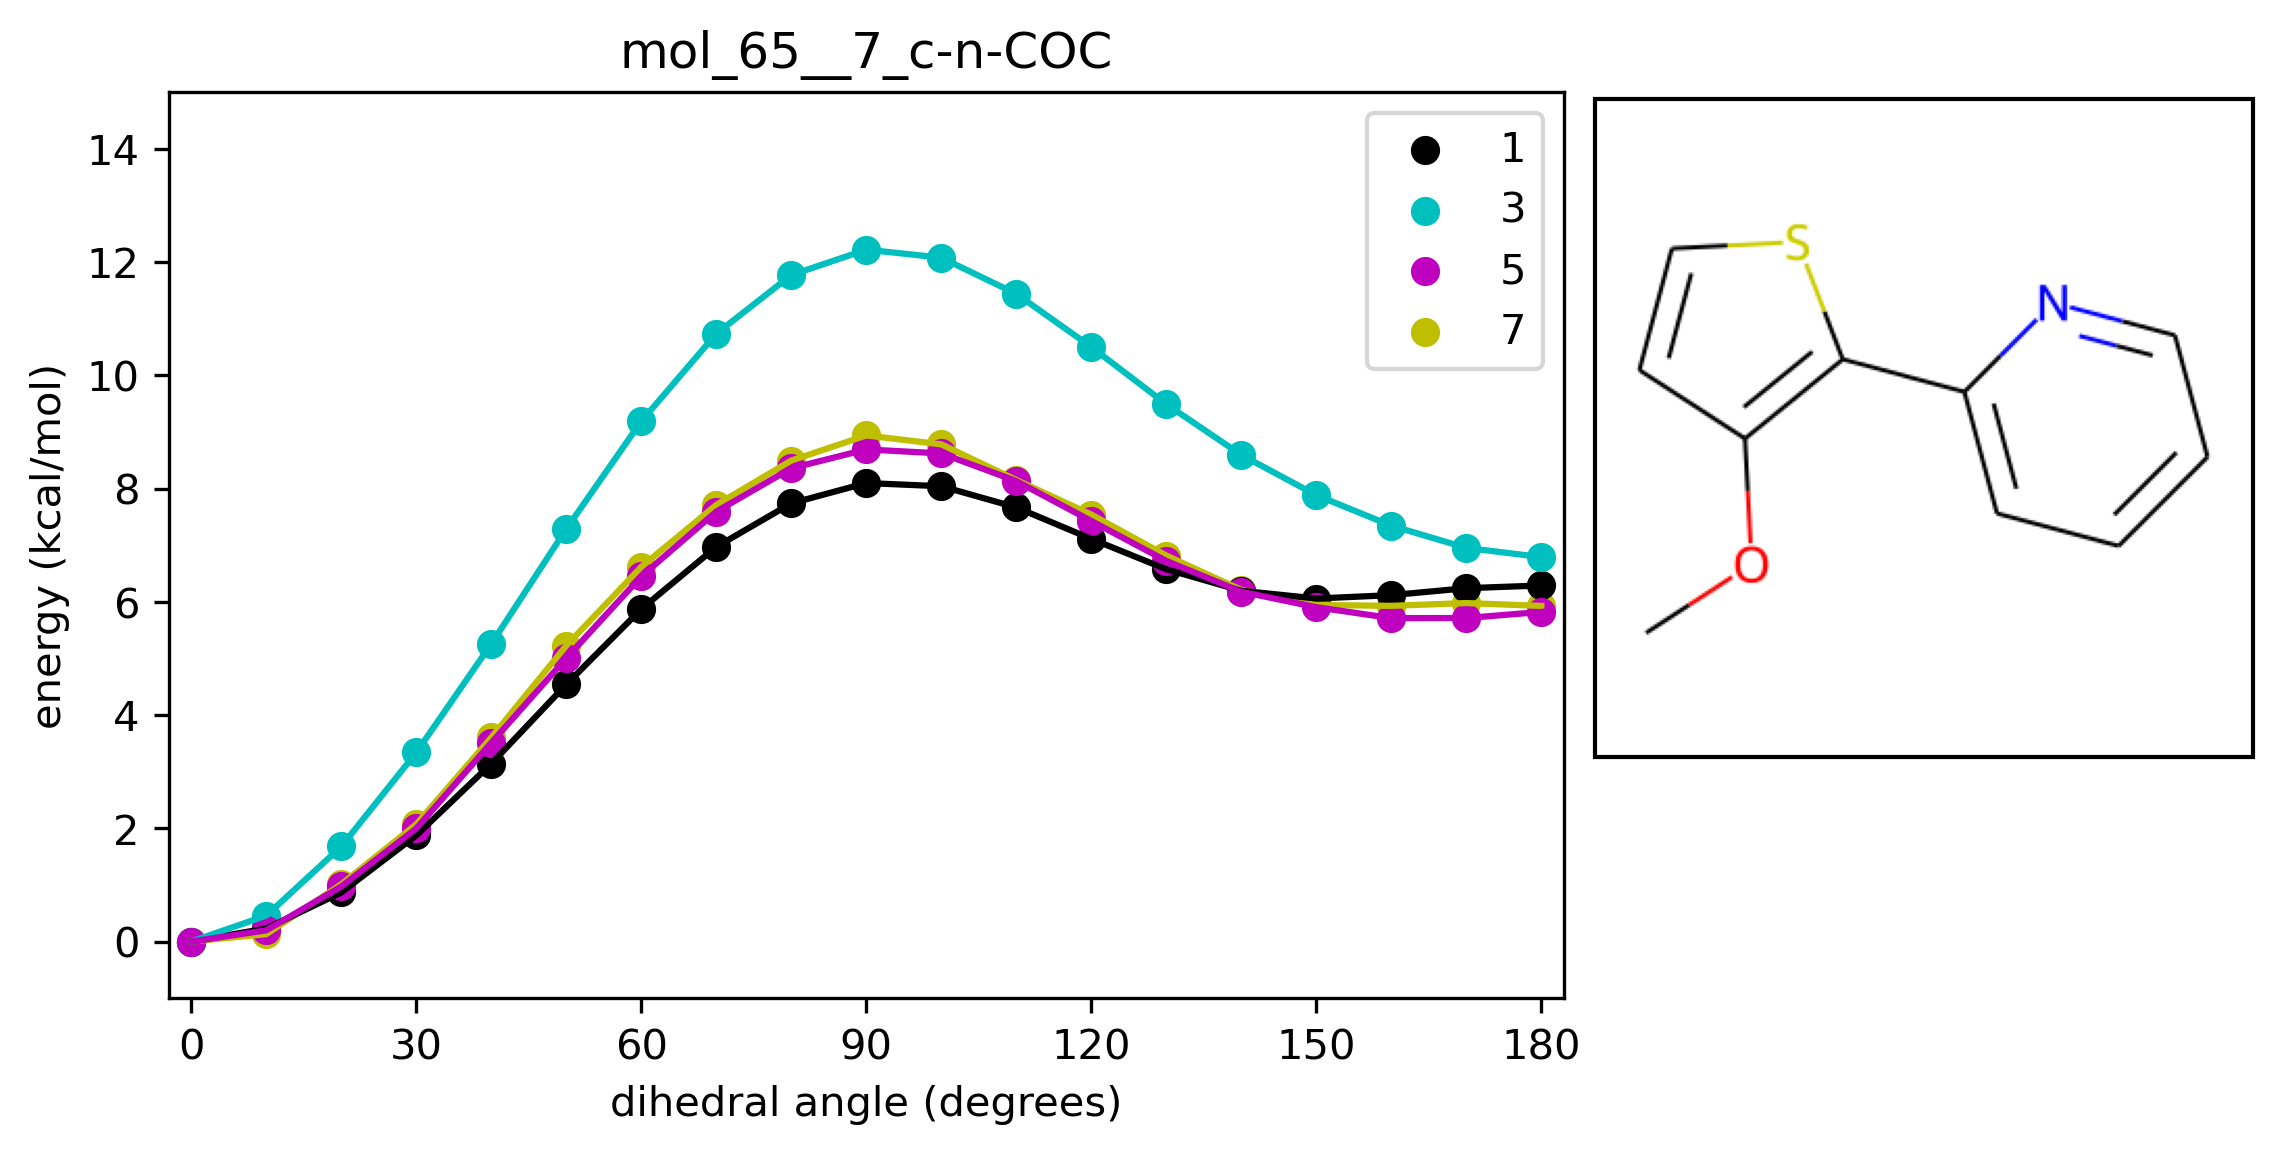 mol_65__7_c-n-COC
14
12
10
8
6
4
2
0
energy (kcal/mol)
0 30 60 90 120 150 180
dihedral angle (degrees)
1
3
5
7
S
N
O